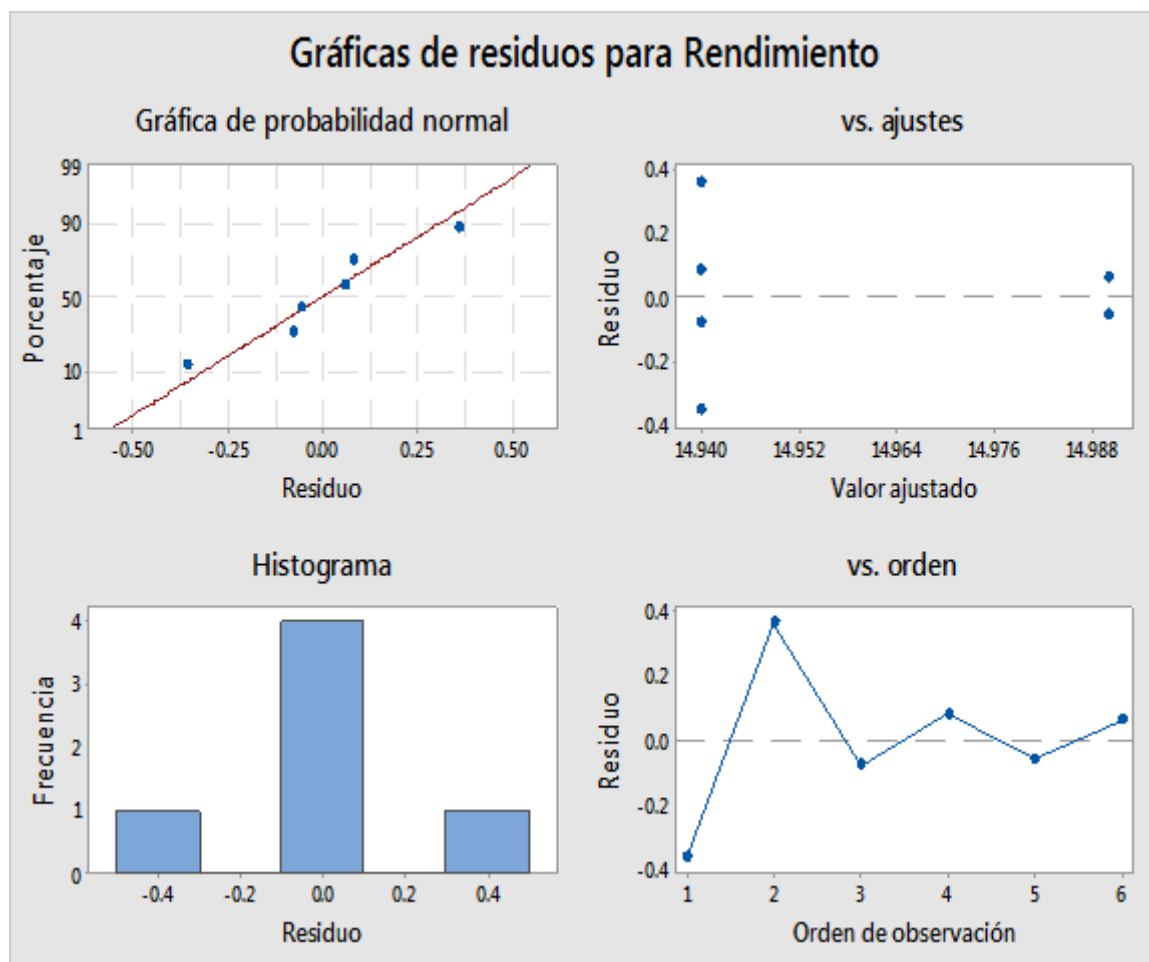 Gráficas de residuos para Rendimiento
Gráfica de probabilidad normal
99
90
50
10
1
Porcentaje
-0.50 -0.25 0.00 0.25 0.50
Residuo
vs. ajustes
0.4
0.2
0.0
-0.2
-0.4
Residuo
14.940 14.952 14.964 14.976 14.988
Valor ajustado
Histograma
4
3
2
1
0
Frecuencia
-0.4 -0.2 0.0 0.2 0.4
Residuo
vs. orden
0.4
0.2
0.0
-0.2
-0.4
Residuo
1 2 3 4 5 6
Orden de observación